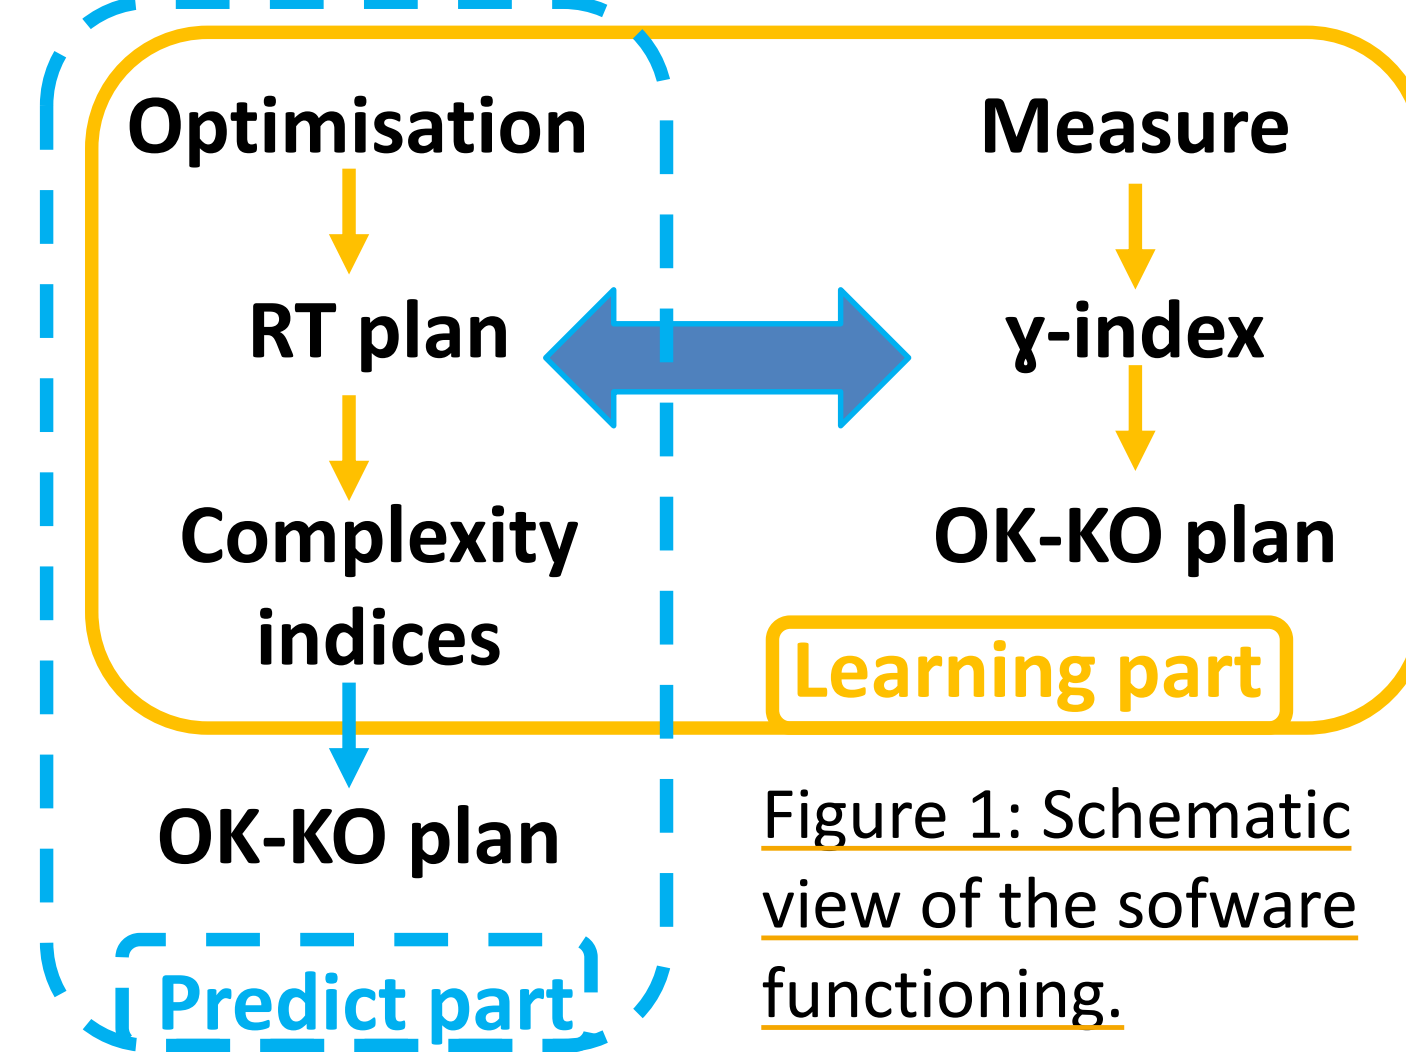 Optimisation
RT plan
Complexity
indices
OK-KO plan
Predict part
Measure
ɣ-index
OK-KO plan
Learning part
Figure 1: Schematic
view of the sofware
functioning.